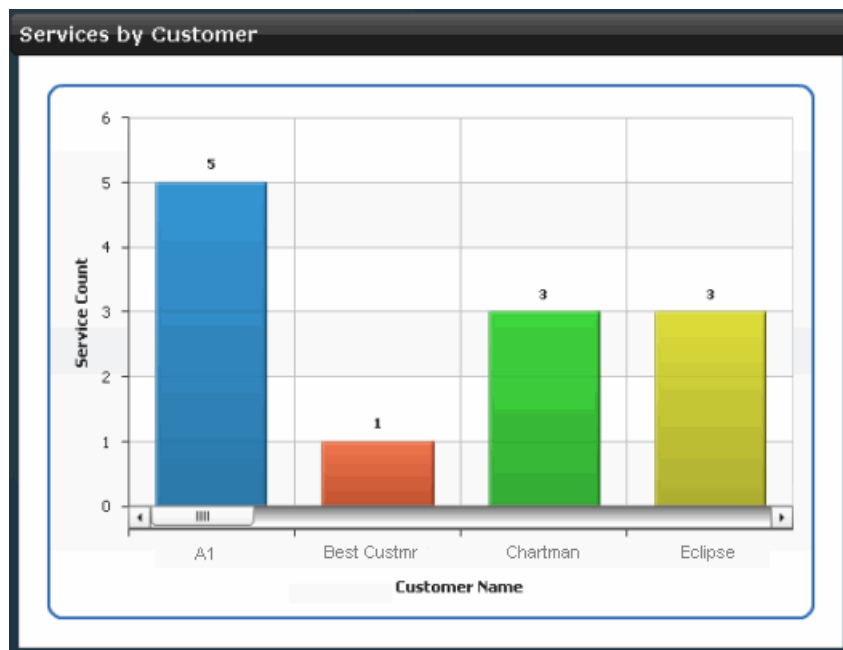 Services by Customer
6
5
5
4
3
3
3
2
1
1
0
Service Count
A1
Best Custmr
Chartman
Eclipse
Customer Name